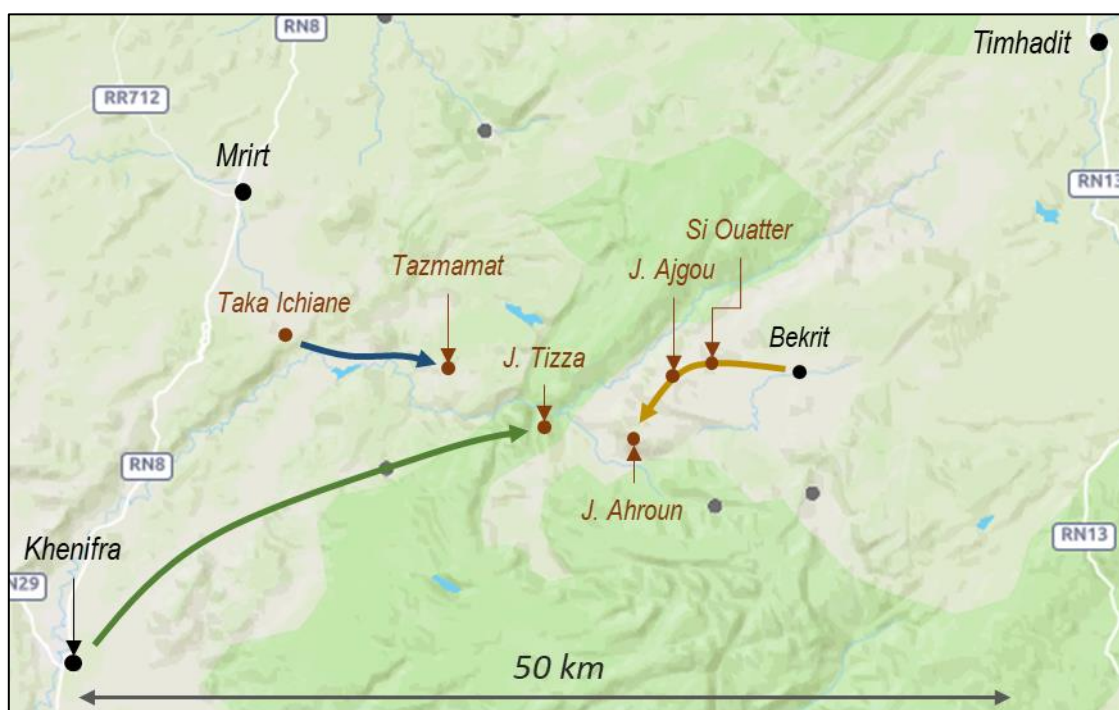 RN8
Timhadit
RR712
Mrirt
RN13
Si Ouatter
J. Ajgou
Tazmamat
Taka Ichiane
Bekrit
J. Tizza
RN8
J. Ahroun
RN13
Khenifra
N29
50 km